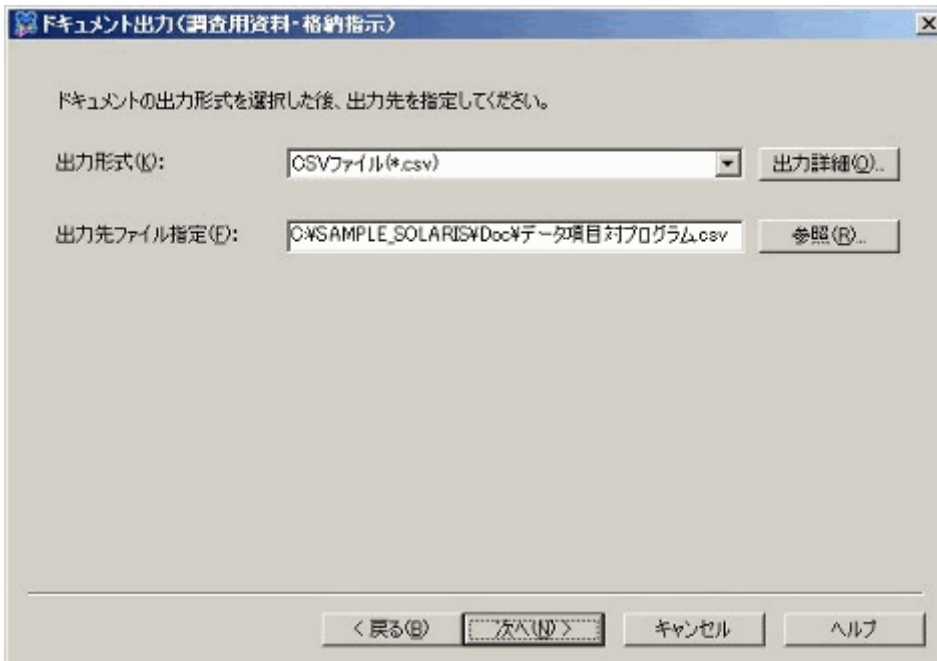 ドキュメント出力(調査用資料・格納指示)
ドキュメントの出力形式を選択した後、出力先を指定してください。
出力形式(K):
CSVファイル(*.csv)
出力詳細(O)...
出力先ファイル指定(F):
C:¥SAMPLE_SOLARIS¥Doc¥データ項目対プログラム.csv
参照(R)...
< 戻る(B)
次へ(N) >
キャンセル
ヘルプ